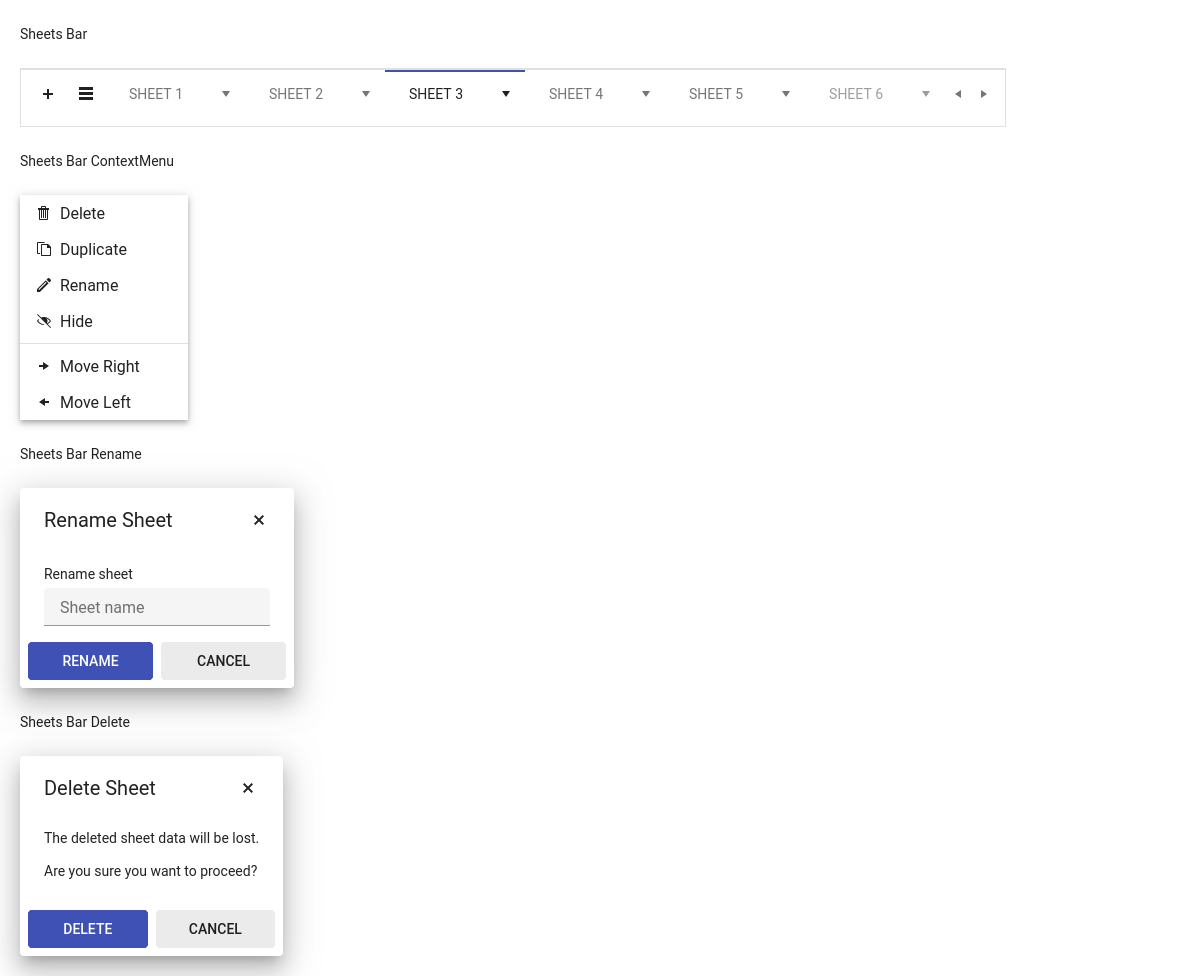 Sheets Bar
SHEET 1 SHEET 2 SHEET 3 SHEET 4 SHEET 5 SHEET 6
Sheets Bar ContextMenu
Delete
Duplicate
Rename
Hide
Move Right
Move Left
Sheets Bar Rename
Rename Sheet
Rename sheet
Sheet name
RENAME CANCEL
Sheets Bar Delete
Delete Sheet
The deleted sheet data will be lost.
Are you sure you want to proceed?
DELETE CANCEL